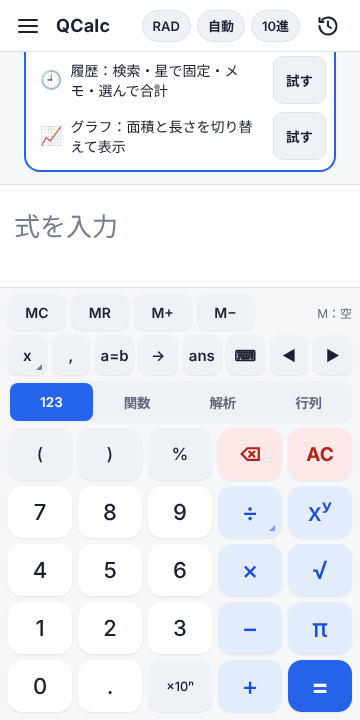 QCalc RAD 自動 10進
履歴：検索・星で固定・メ
モ・選んで合計
試す
グラフ：面積と長さを切り替
えて表示
試す
式を入力
MC MR M+ M− M：空
x , a=b → ans ⌨ ◀ ▶
123 関数 解析 行列
( ) % ⌫ AC
7 8 9 ÷ xʸ
4 5 6 × √
1 2 3 − π
0 . ×10ⁿ + =